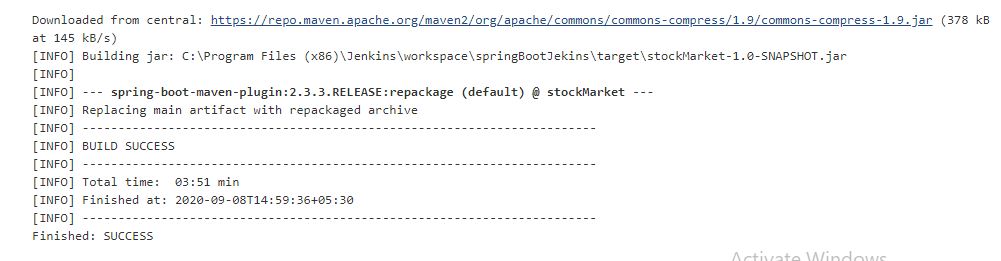 Downloaded from central: https://repo.maven.apache.org/maven2/org/apache/commons/commons-compress/1.9/commons-compress-1.9.jar (378 kB
at 145 kB/s)
[INFO] Building jar: C:\Program Files (x86)\Jenkins\workspace\springBootJekins\target\stockMarket-1.0-SNAPSHOT.jar
[INFO]
[INFO] --- spring-boot-maven-plugin:2.3.3.RELEASE:repackage (default) @ stockMarket ---
[INFO] Replacing main artifact with repackaged archive
[INFO] ------------------------------------------------------------------------
[INFO] BUILD SUCCESS
[INFO] ------------------------------------------------------------------------
[INFO] Total time:  03:51 min
[INFO] Finished at: 2020-09-08T14:59:36+05:30
[INFO] ------------------------------------------------------------------------
Finished: SUCCESS
Activate Windows